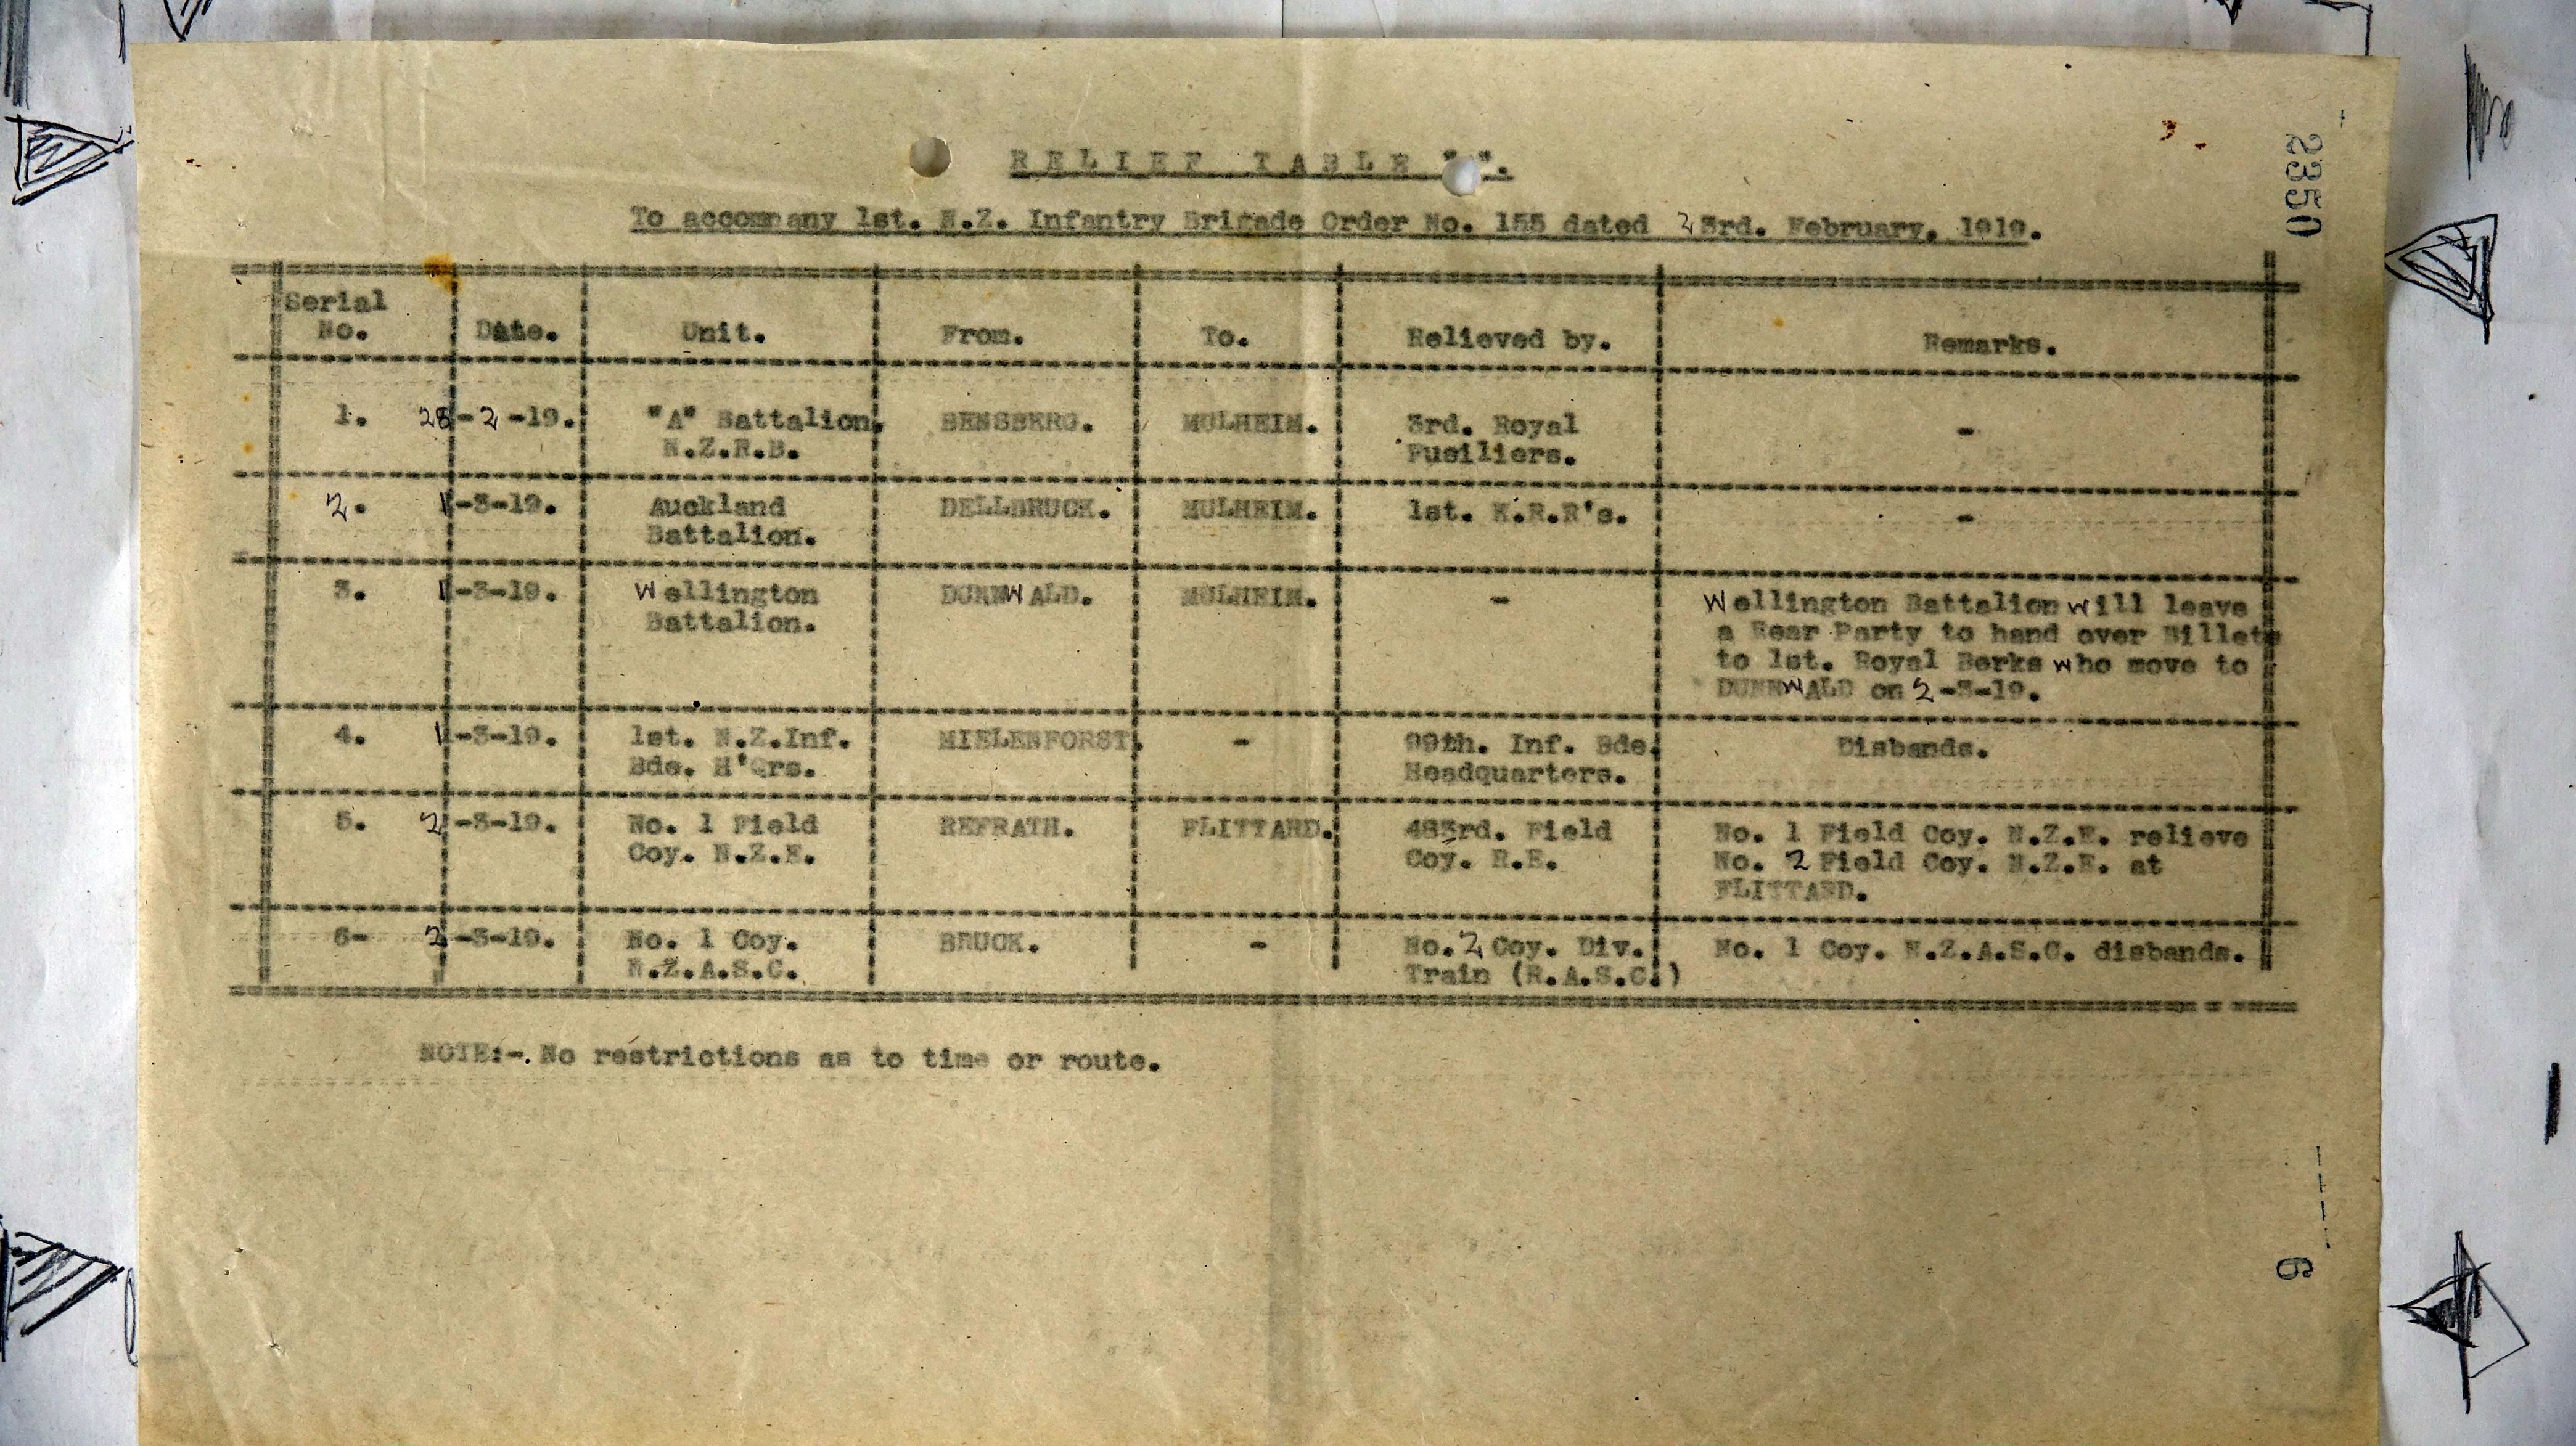 RELIEF TABLE " ".
23350
To accompany 1st. N.Z. Infantry Brigade Order No. 155 dated 23rd. February, 1919.
Serial No. Date. Unit. From. To. Relieved by. Remarks.
1. 28-2-19. "A" Battalion. BENSBERG. MULHEIM. 3rd. Royal -
N.Z.R.B. Fusiliers.
2. 1-3-19. Auckland DELLBRUCK. MULHEIM. 1st. K.R.R's. -
Battalion.
3. 1-3-19. Wellington DUNNWALD. MULHEIM. - Wellington Battalion will leave
Battalion. a Rear Party to hand over Billets
to 1st. Royal Berks who move to
DUNNWALD on 2-3-19.
4. 1-3-19. 1st. N.Z.Inf. MIELENFORST. - 99th. Inf. Bde. Disbands.
Bde. H'Qrs. Headquarters.
5. 2-3-19. No. 1 Field REFRATH. FLITTARD. 483rd. Field No. 1 Field Coy. N.Z.E. relieve
Coy. N.Z.E. Coy. R.E. No. 2 Field Coy. N.Z.E. at
FLITTARD.
6- 2-3-19. No. 1 Coy. BRUCK. - No. 2 Coy. Div. No. 1 Coy. N.Z.A.S.C. disbands.
N.Z.A.S.C. Train (R.A.S.C.)
NOTE:-. No restrictions as to time or route.
6